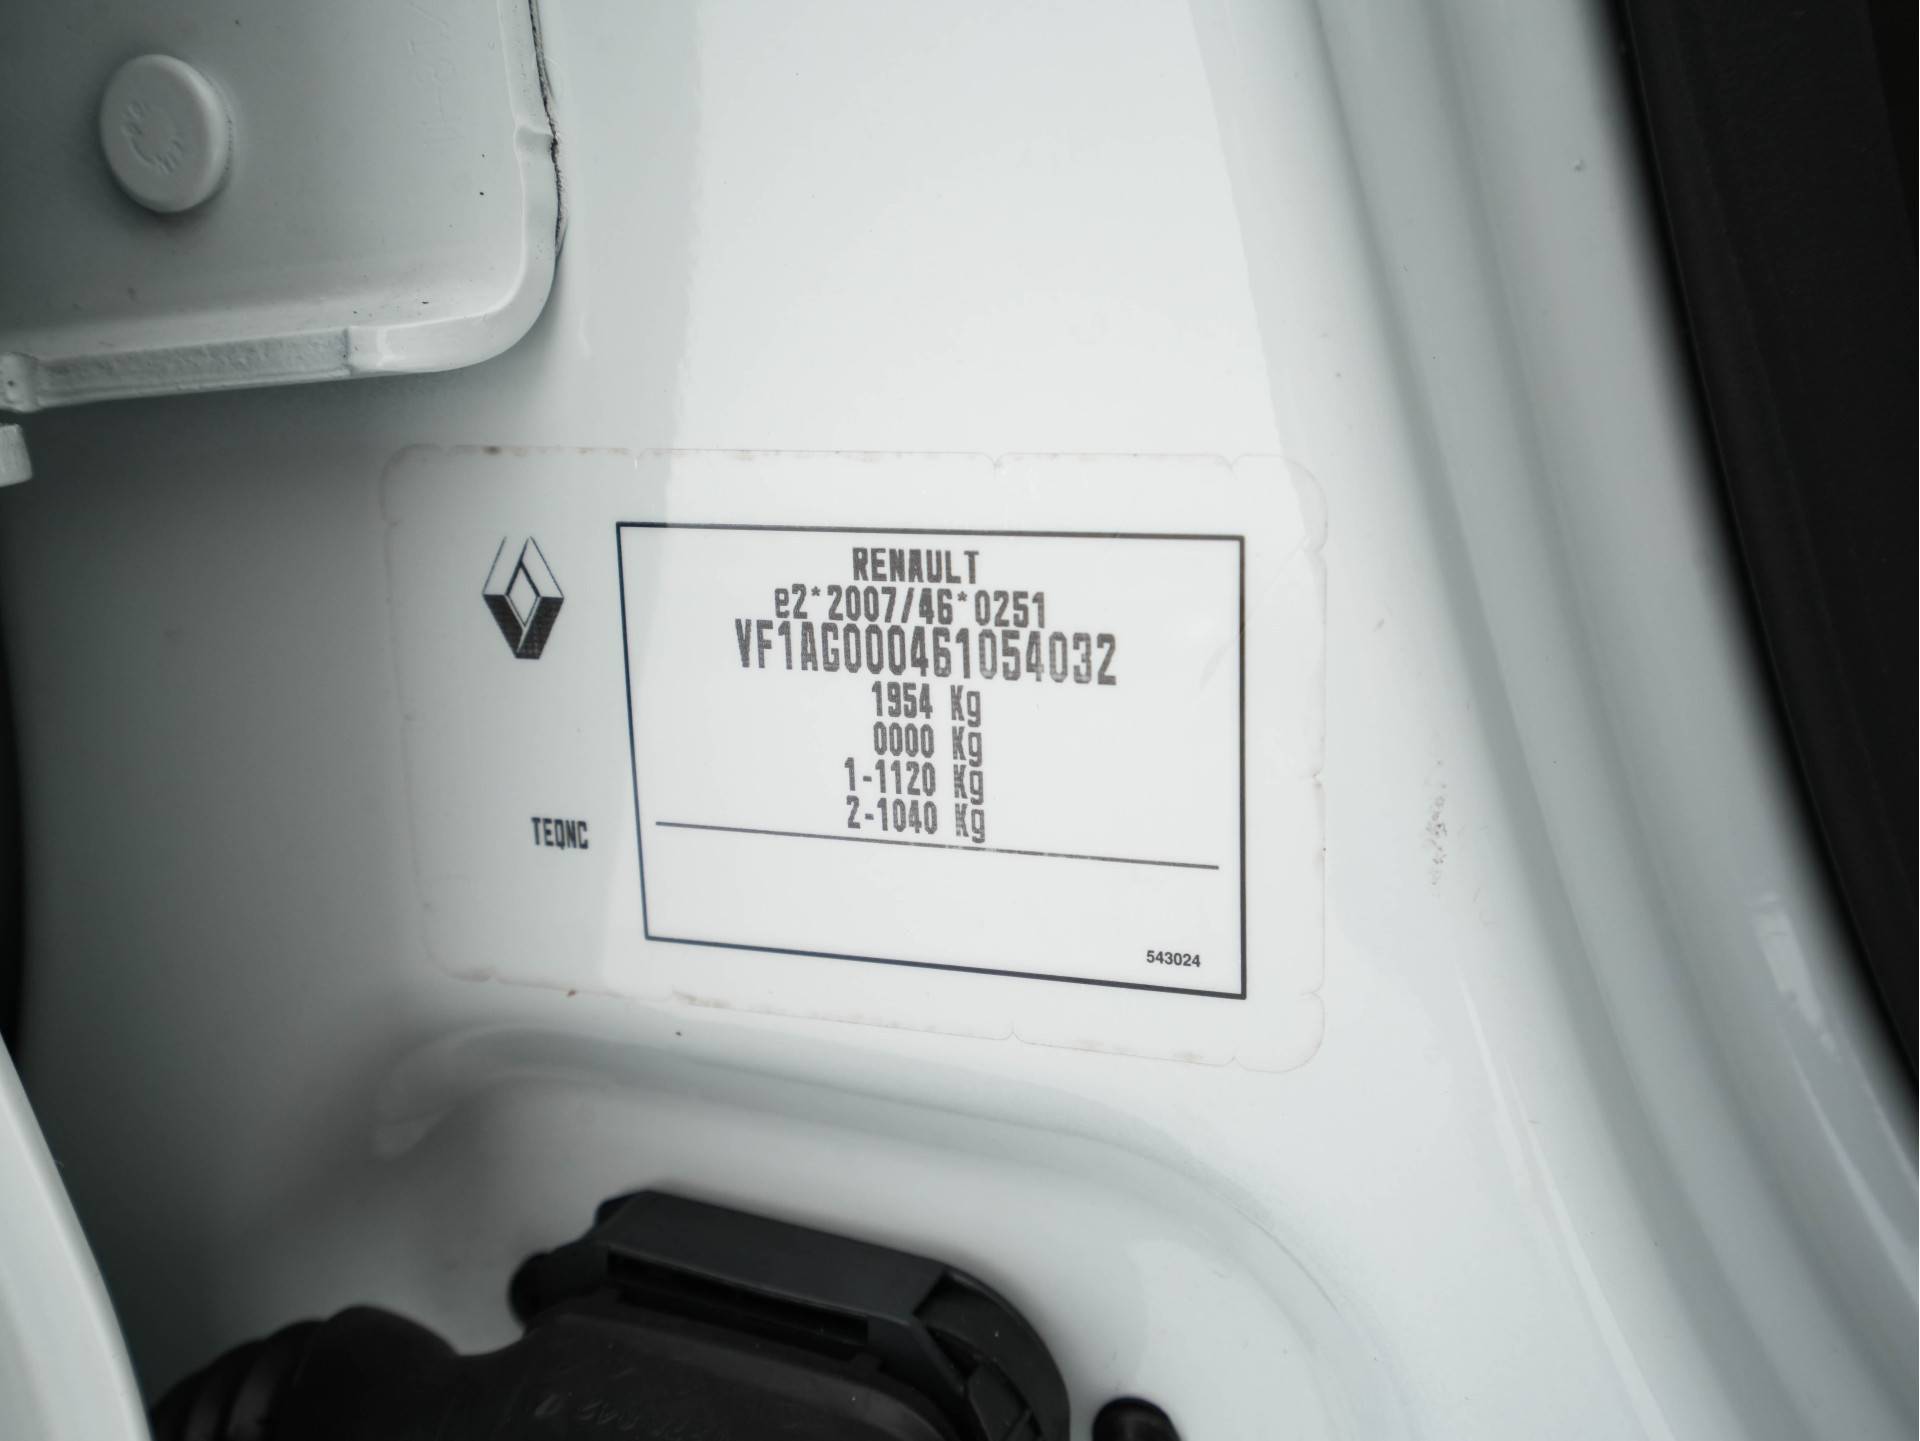 RENAULT
e2*2007/46*0251
VF1AG000461054032
1954 Kg
0000 Kg
1-1120 Kg
2-1040 Kg
TEQNC
543024